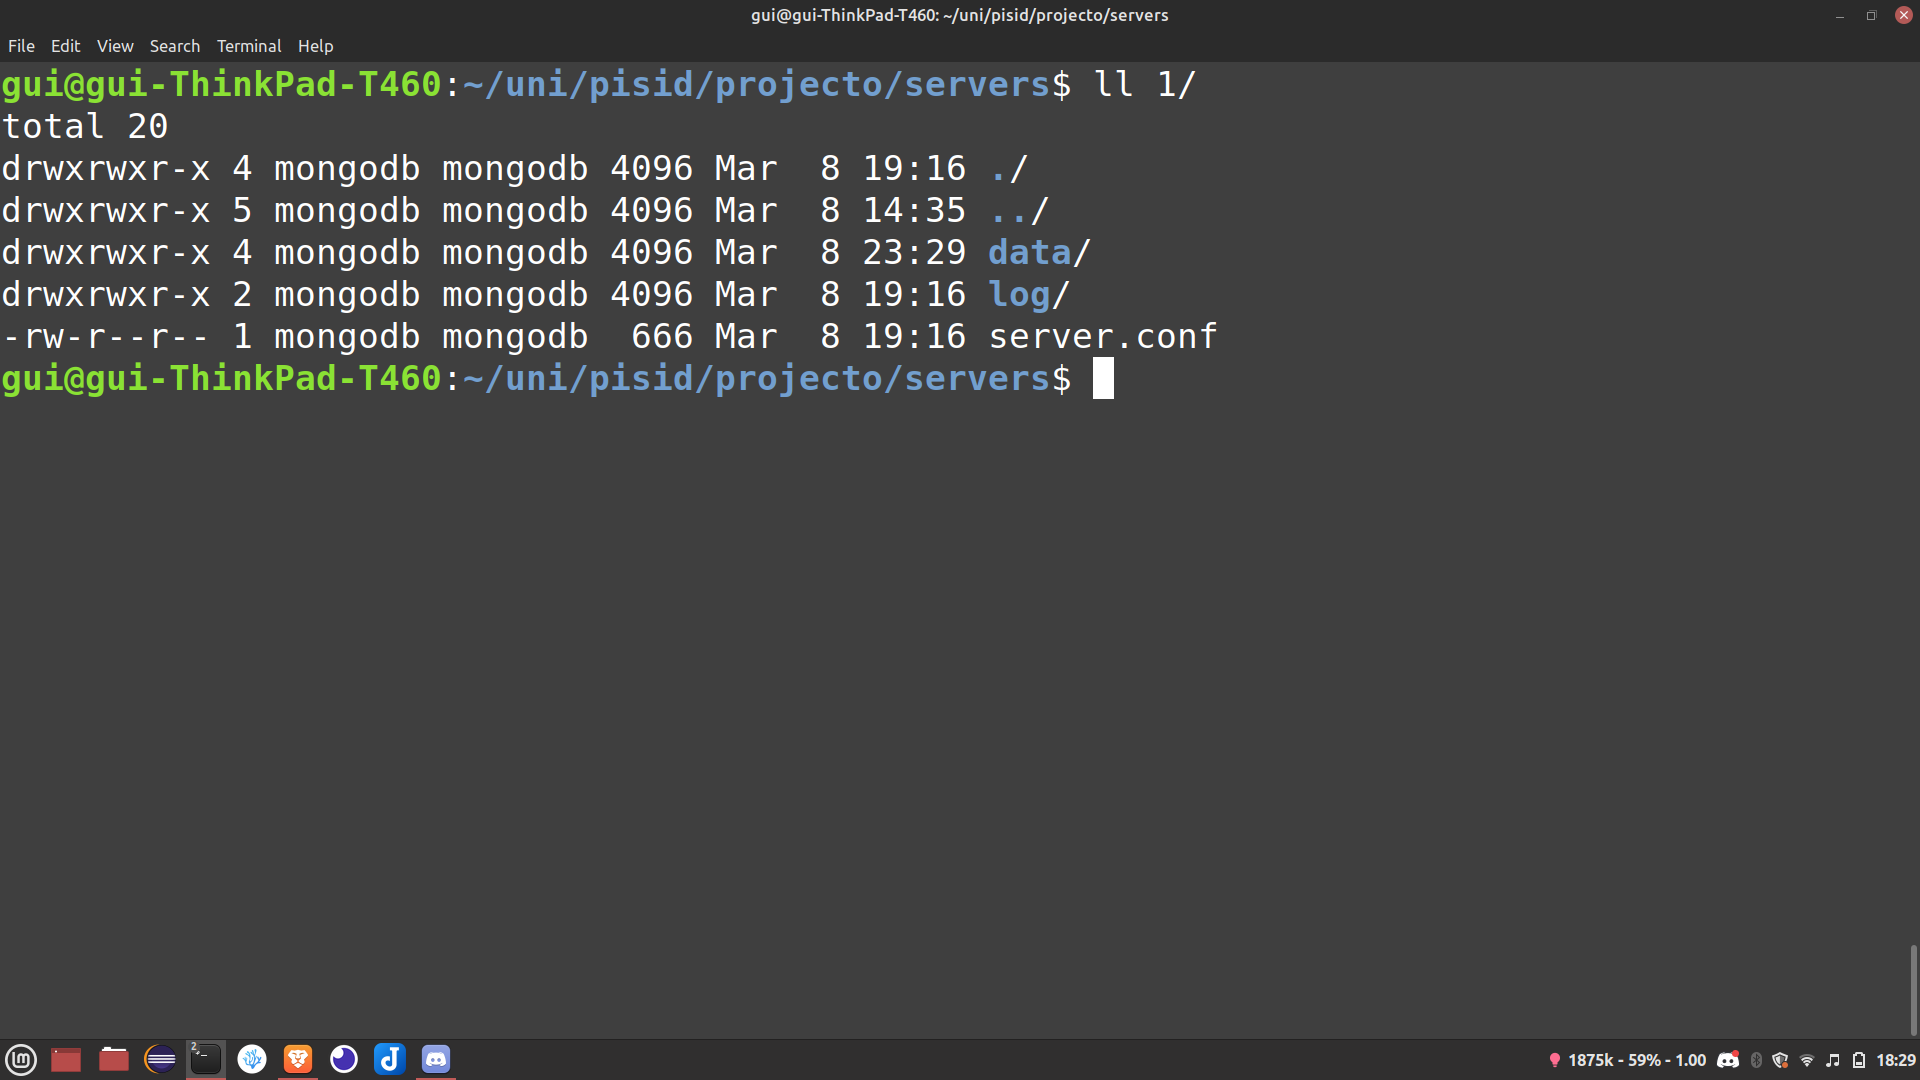 gui@gui-ThinkPad-T460: ~/uni/pisid/projecto/servers
File Edit View Search Terminal Help
gui@gui-ThinkPad-T460:~/uni/pisid/projecto/servers$ ll 1/
total 20
drwxrwxr-x 4 mongodb mongodb 4096 Mar  8 19:16 ./
drwxrwxr-x 5 mongodb mongodb 4096 Mar  8 14:35 ../
drwxrwxr-x 4 mongodb mongodb 4096 Mar  8 23:29 data/
drwxrwxr-x 2 mongodb mongodb 4096 Mar  8 19:16 log/
-rw-r--r-- 1 mongodb mongodb  666 Mar  8 19:16 server.conf
gui@gui-ThinkPad-T460:~/uni/pisid/projecto/servers$
2
1875k - 59% - 1.00 18:29